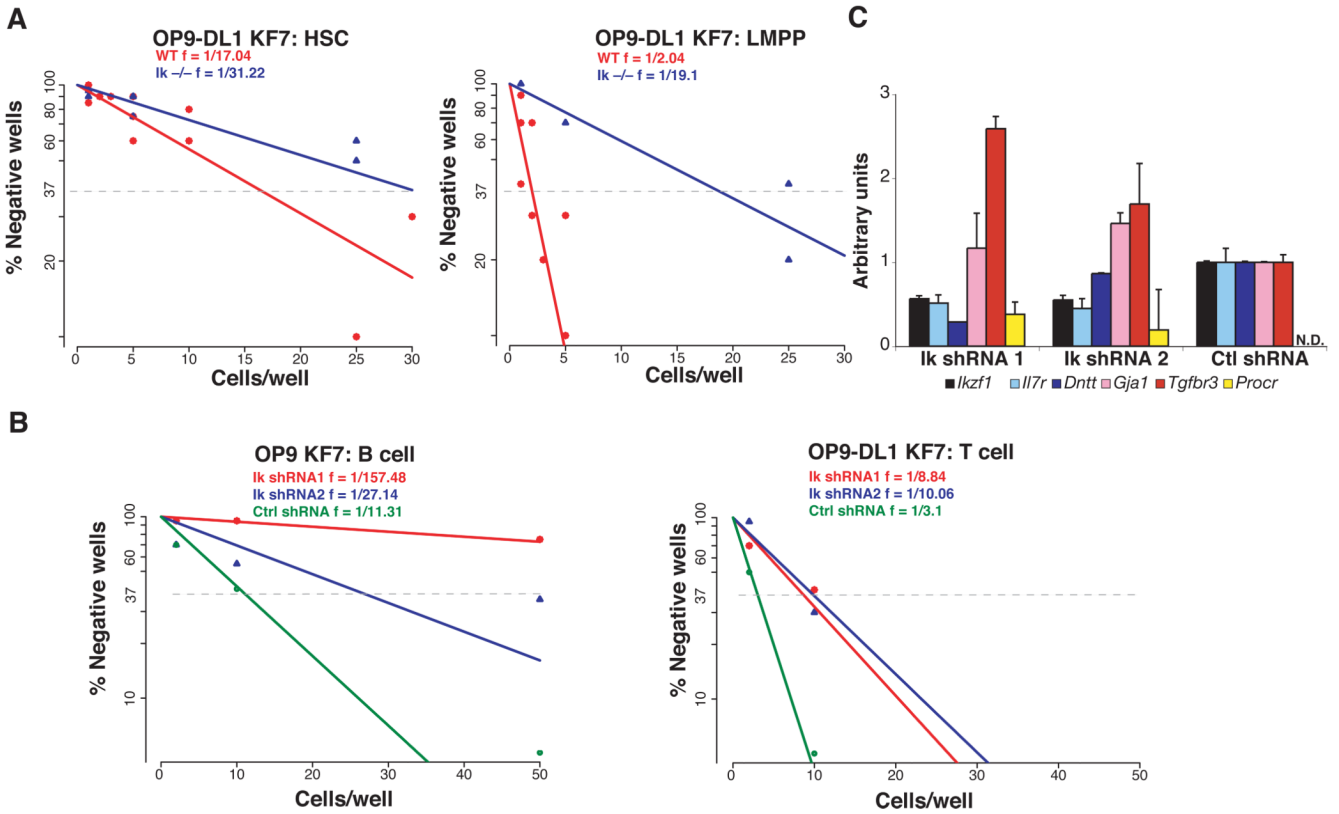 A
OP9-DL1 KF7: HSC
WT f = 1/17.04
Ik –/– f = 1/31.22
% Negative wells
100
80
60
37
20
0 5 10 15 20 25 30
Cells/well
OP9-DL1 KF7: LMPP
WT f = 1/2.04
Ik –/– f = 1/19.1
% Negative wells
100
80
60
37
20
0 5 10 15 20 25 30
Cells/well
C
Arbitrary units
3
2
1
0
N.D.
Ik shRNA 1 Ik shRNA 2 Ctl shRNA
Ikzf1 Il7r Dntt Gja1 Tgfbr3 Procr
B
OP9 KF7: B cell
Ik shRNA1 f = 1/157.48
Ik shRNA2 f = 1/27.14
Ctrl shRNA f = 1/11.31
% Negative wells
100
60
37
10
0 10 20 30 40 50
Cells/well
OP9-DL1 KF7: T cell
Ik shRNA1 f = 1/8.84
Ik shRNA2 f = 1/10.06
Ctrl shRNA f = 1/3.1
% Negative wells
100
60
37
10
0 10 20 30 40 50
Cells/well